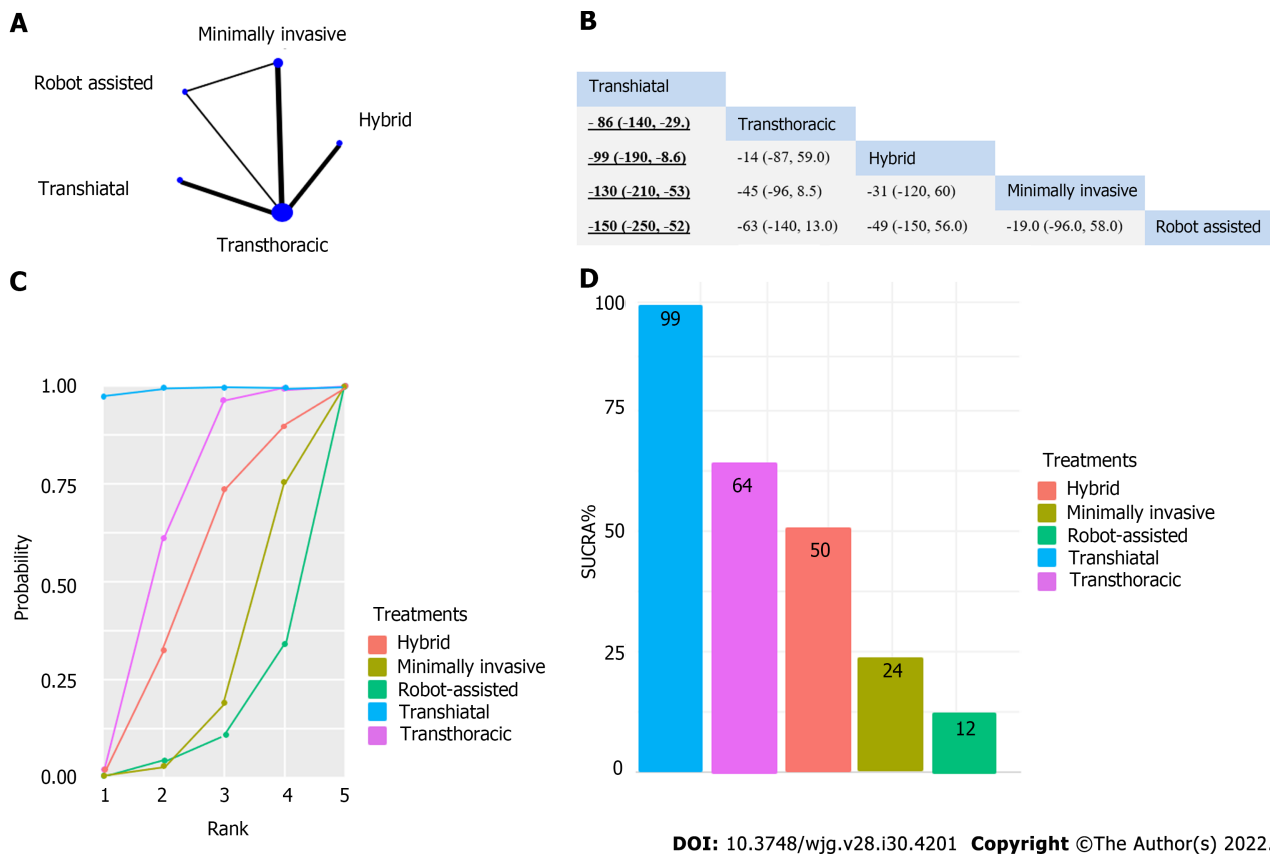 A
Minimally invasive
Robot assisted
Hybrid
Transhiatal
Transthoracic
B
Transhiatal
- 86 (-140, -29.) Transthoracic
-99 (-190, -8.6) -14 (-87, 59.0) Hybrid
-130 (-210, -53) -45 (-96, 8.5) -31 (-120, 60) Minimally invasive
-150 (-250, -52) -63 (-140, 13.0) -49 (-150, 56.0) -19.0 (-96.0, 58.0) Robot assisted
C
1.00
0.75
0.50
0.25
0.00
Probability
1 2 3 4 5
Rank
Treatments
Hybrid
Minimally invasive
Robot-assisted
Transhiatal
Transthoracic
D
100
75
50
25
0
SUCRA%
99
64
50
24
12
Treatments
Hybrid
Minimally invasive
Robot-assisted
Transhiatal
Transthoracic
DOI: 10.3748/wjg.v28.i30.4201 Copyright ©The Author(s) 2022.